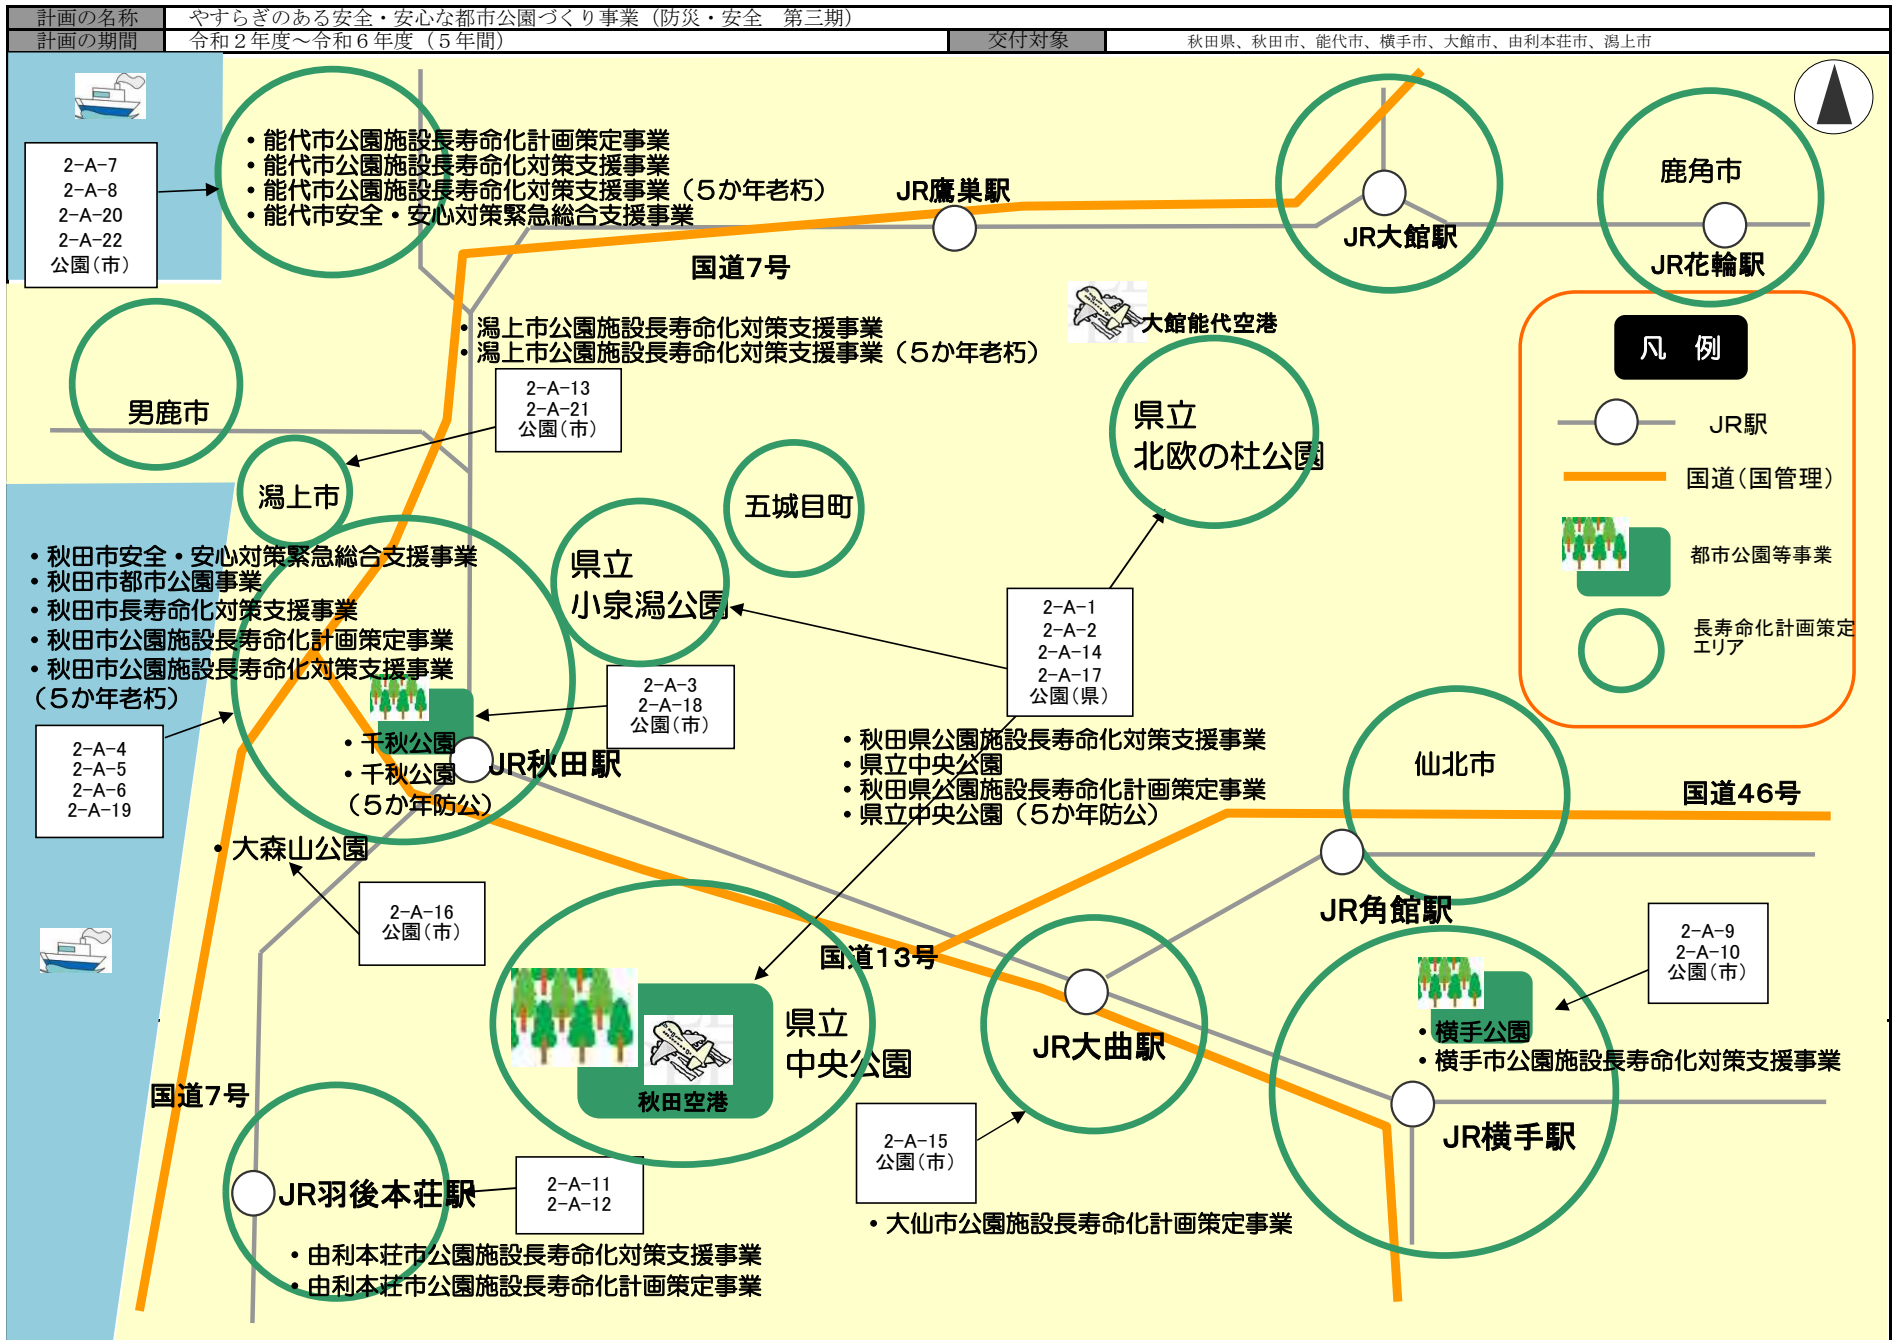 計画の名称
やすらぎのある安全・安心な都市公園づくり事業（防災・安全　第三期）
計画の期間
令和２年度～令和６年度（５年間）
交付対象
秋田県、秋田市、能代市、横手市、大館市、由利本荘市、潟上市
2-A-7
2-A-8
2-A-20
2-A-22
公園(市)
・能代市公園施設長寿命化計画策定事業
・能代市公園施設長寿命化対策支援事業
・能代市公園施設長寿命化対策支援事業（５か年老朽）
・能代市安全・安心対策緊急総合支援事業
JR鷹巣駅
国道7号
JR大館駅
鹿角市
JR花輪駅
・潟上市公園施設長寿命化対策支援事業
・潟上市公園施設長寿命化対策支援事業（５か年老朽）
2-A-13
2-A-21
公園(市)
大館能代空港
男鹿市
潟上市
県立
北欧の杜公園
五城目町
県立
小泉潟公園
凡　例
JR駅
国道(国管理)
都市公園等事業
長寿命化計画策定
エリア
・秋田市安全・安心対策緊急総合支援事業
・秋田市都市公園事業
・秋田市長寿命化対策支援事業
・秋田市公園施設長寿命化計画策定事業
・秋田市公園施設長寿命化対策支援事業
（５か年老朽）
2-A-4
2-A-5
2-A-6
2-A-19
2-A-3
2-A-18
公園(市)
2-A-1
2-A-2
2-A-14
2-A-17
公園(県)
・千秋公園
・千秋公園
（５か年防公）
JR秋田駅
・秋田県公園施設長寿命化対策支援事業
・県立中央公園
・秋田県公園施設長寿命化計画策定事業
・県立中央公園（５か年防公）
仙北市
国道46号
・大森山公園
2-A-16
公園(市)
JR角館駅
国道13号
2-A-9
2-A-10
公園(市)
県立
中央公園
秋田空港
JR大曲駅
・横手公園
・横手市公園施設長寿命化対策支援事業
JR横手駅
国道7号
2-A-15
公園(市)
・大仙市公園施設長寿命化計画策定事業
JR羽後本荘駅
2-A-11
2-A-12
・由利本荘市公園施設長寿命化対策支援事業
・由利本荘市公園施設長寿命化計画策定事業